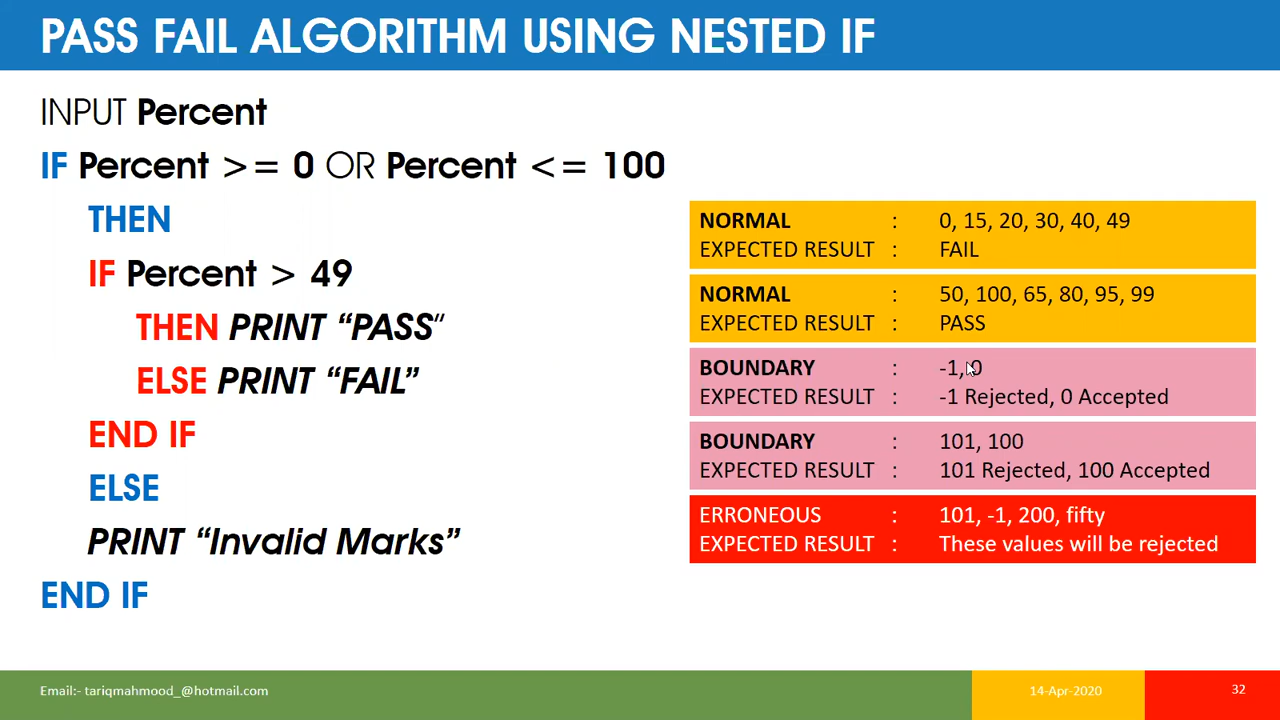 PASS FAIL ALGORITHM USING NESTED IF
INPUT Percent
IF Percent >= 0 OR Percent <= 100
THEN
IF Percent > 49
THEN PRINT “PASS”
ELSE PRINT “FAIL”
END IF
ELSE
PRINT “Invalid Marks”
END IF
NORMAL : 0, 15, 20, 30, 40, 49
EXPECTED RESULT : FAIL
NORMAL : 50, 100, 65, 80, 95, 99
EXPECTED RESULT : PASS
BOUNDARY : -1, 0
EXPECTED RESULT : -1 Rejected, 0 Accepted
BOUNDARY : 101, 100
EXPECTED RESULT : 101 Rejected, 100 Accepted
ERRONEOUS : 101, -1, 200, fifty
EXPECTED RESULT : These values will be rejected
Email:- tariqmahmood_@hotmail.com
14-Apr-2020
32